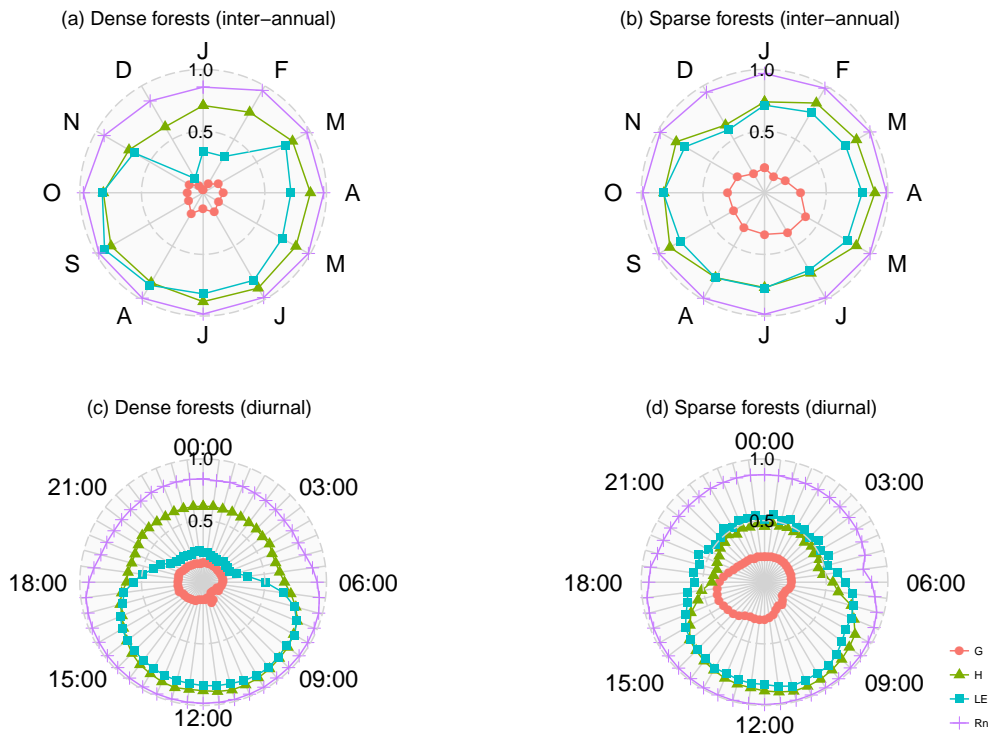 (a) Dense forests (inter−annual)
(b) Sparse forests (inter−annual)
J
F
M
A
M
J
J
A
S
O
N
D
1.0
0.5
J
F
M
A
M
J
J
A
S
O
N
D
1.0
0.5
(c) Dense forests (diurnal)
(d) Sparse forests (diurnal)
00:00
03:00
06:00
09:00
12:00
15:00
18:00
21:00
1.0
0.5
00:00
03:00
06:00
09:00
12:00
15:00
18:00
21:00
1.0
0.5
G
H
LE
Rn